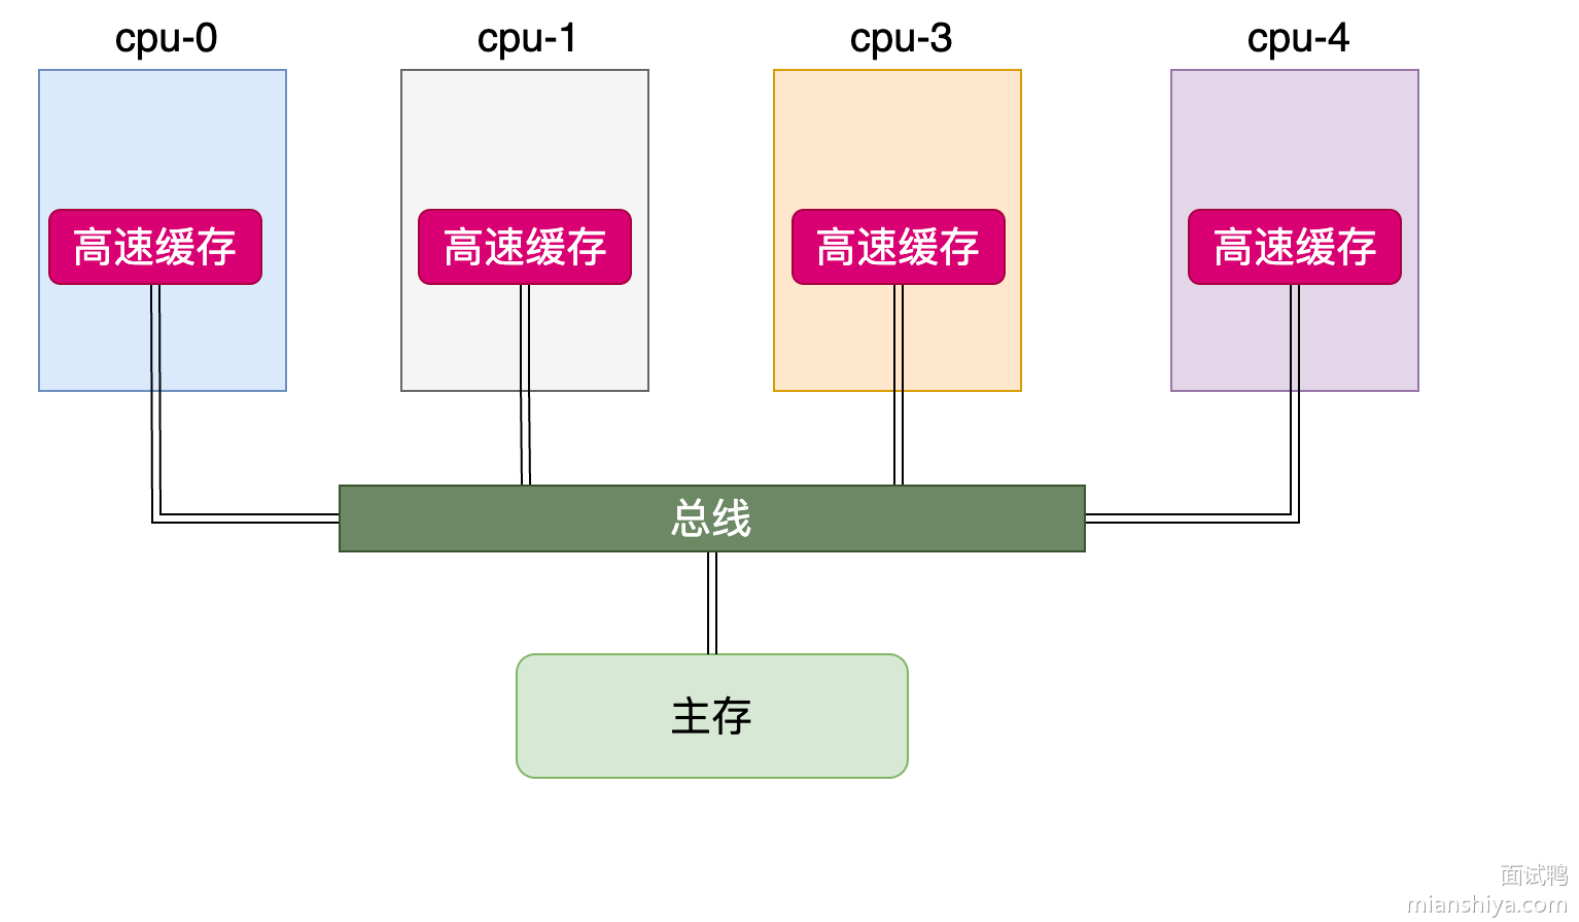 cpu-0
cpu-1
cpu-3
cpu-4
高速缓存
高速缓存
高速缓存
高速缓存
总线
主存
面试鸭
mianshiya.com